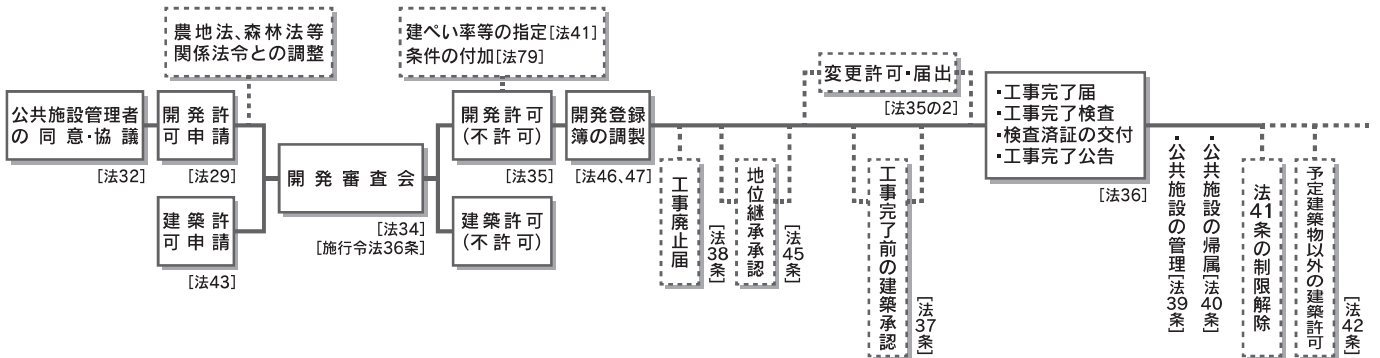 農地法、森林法等
関係法令との調整
建ぺい率等の指定[法41]
条件の付加[法79]
公共施設管理者
の同意・協議
[法32]
開発許
可申請
[法29]
建築許
可申請
[法43]
開発審査会
[法34]
[施行令法36条]
開発許可
(不許可)
[法35]
建築許可
(不許可)
開発登録
簿の調製
[法46、47]
工事廃止届
[法38条]
地位継承承認
[法45条]
変更許可・届出
[法35の2]
工事完了前の建築承認
[法37条]
・工事完了届
・工事完了検査
・検査済証の交付
・工事完了公告
[法36]
・公共施設の管理[法39条]
・公共施設の帰属[法40条]
法41条の制限解除
予定建築物以外の建築許可
[法42条]